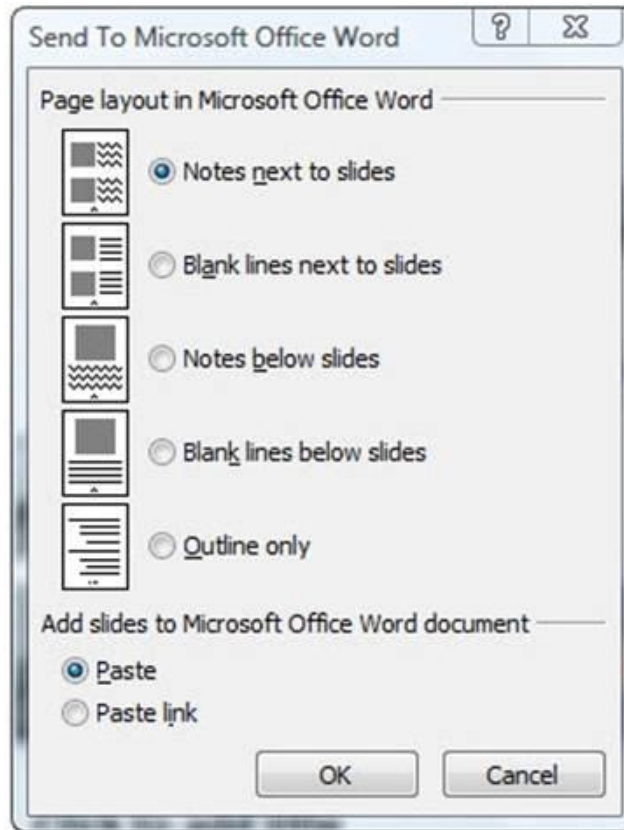 Send To Microsoft Office Word
Page layout in Microsoft Office Word
Notes next to slides
Blank lines next to slides
Notes below slides
Blank lines below slides
Outline only
Add slides to Microsoft Office Word document
Paste
Paste link
OK Cancel